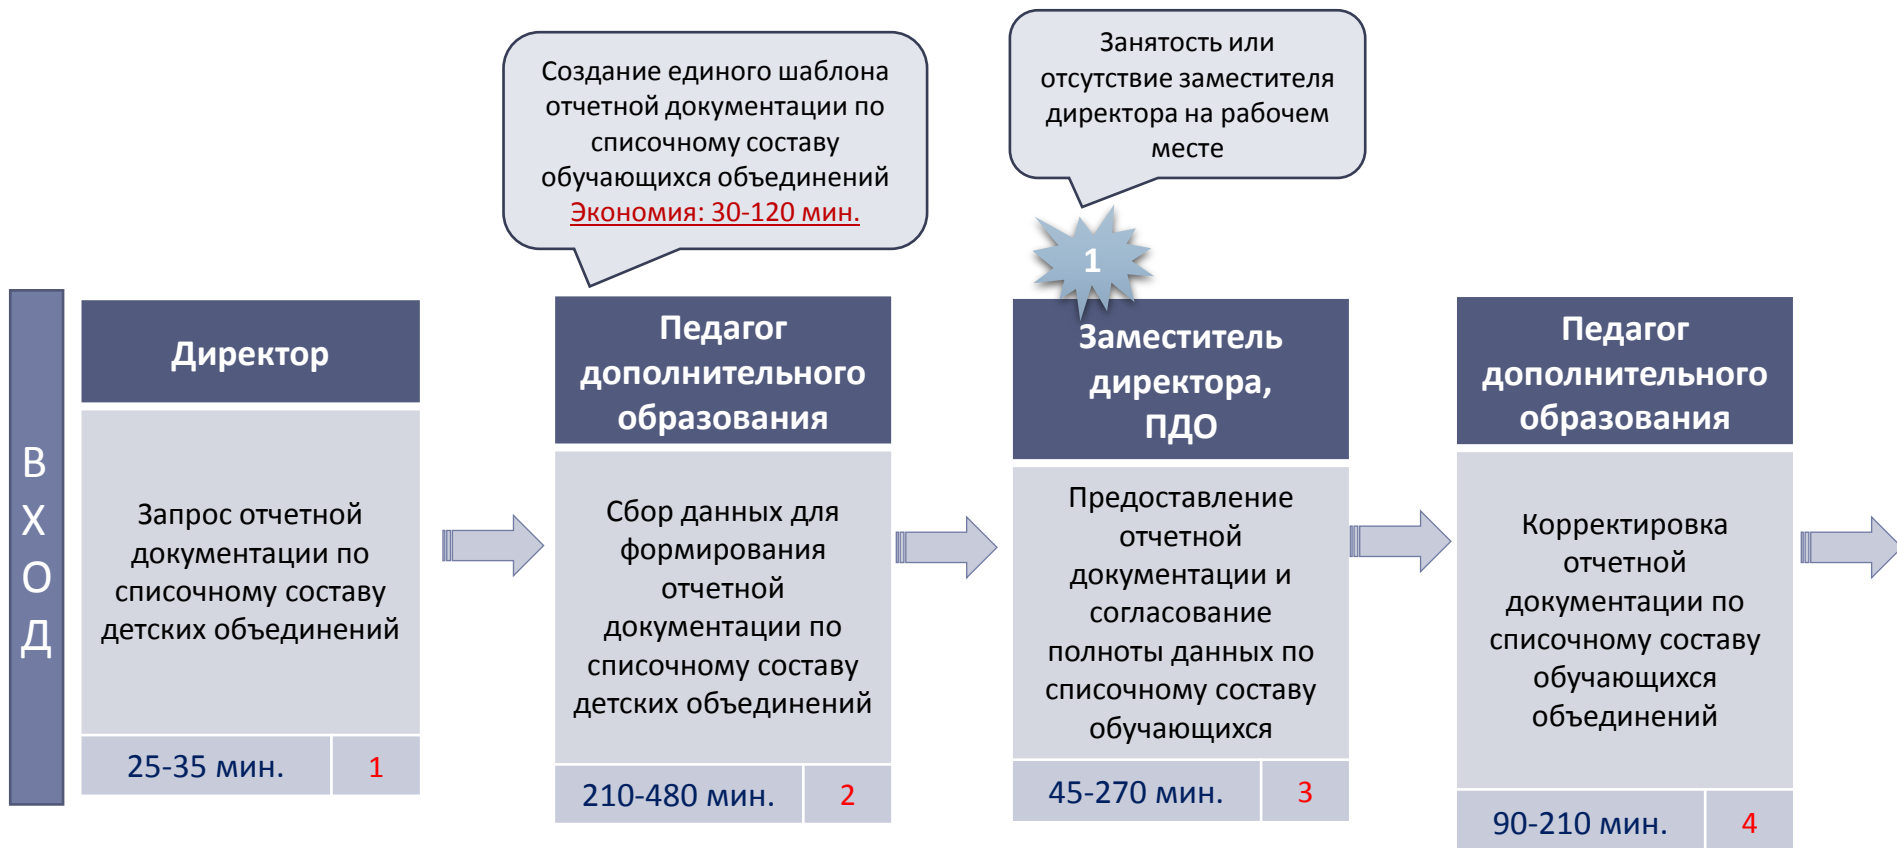 Создание единого шаблона
отчетной документации по
списочному составу
обучающихся объединений
Экономия: 30-120 мин.
Занятость или
отсутствие заместителя
директора на рабочем
месте
1
В
Х
О
Д
Директор
Запрос отчетной
документации по
списочному составу
детских объединений
25-35 мин.
1
Педагог
дополнительного
образования
Сбор данных для
формирования
отчетной
документации по
списочному составу
детских объединений
210-480 мин.
2
Заместитель
директора,
ПДО
Предоставление
отчетной
документации и
согласование
полноты данных по
списочному составу
обучающихся
45-270 мин.
3
Педагог
дополнительного
образования
Корректировка
отчетной
документации по
списочному составу
обучающихся
объединений
90-210 мин.
4